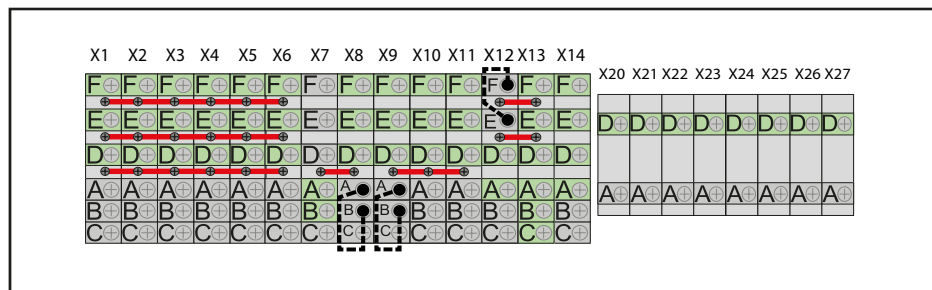 X1 X2 X3 X4 X5 X6 X7 X8 X9 X10 X11 X12 X13 X14
X20 X21 X22 X23 X24 X25 X26 X27
F F F F F F F F F F F F F F
E E E E E E E E E E E E E E
D D D D D D D D
D D D D D D D D D D D D D D
A A A A A A A A A A A A A A
A A A A A A A A
B B B B B B B B B B B B B B
C C C C C C C C C C C C C C